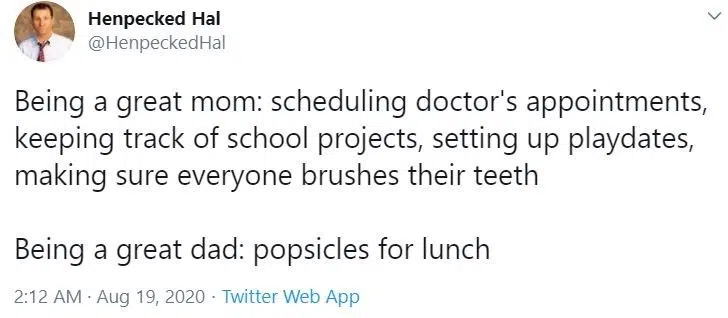 Henpecked Hal
@HenpeckedHal
Being a great mom: scheduling doctor's appointments,
keeping track of school projects, setting up playdates,
making sure everyone brushes their teeth
Being a great dad: popsicles for lunch
2:12 AM · Aug 19, 2020 · Twitter Web App